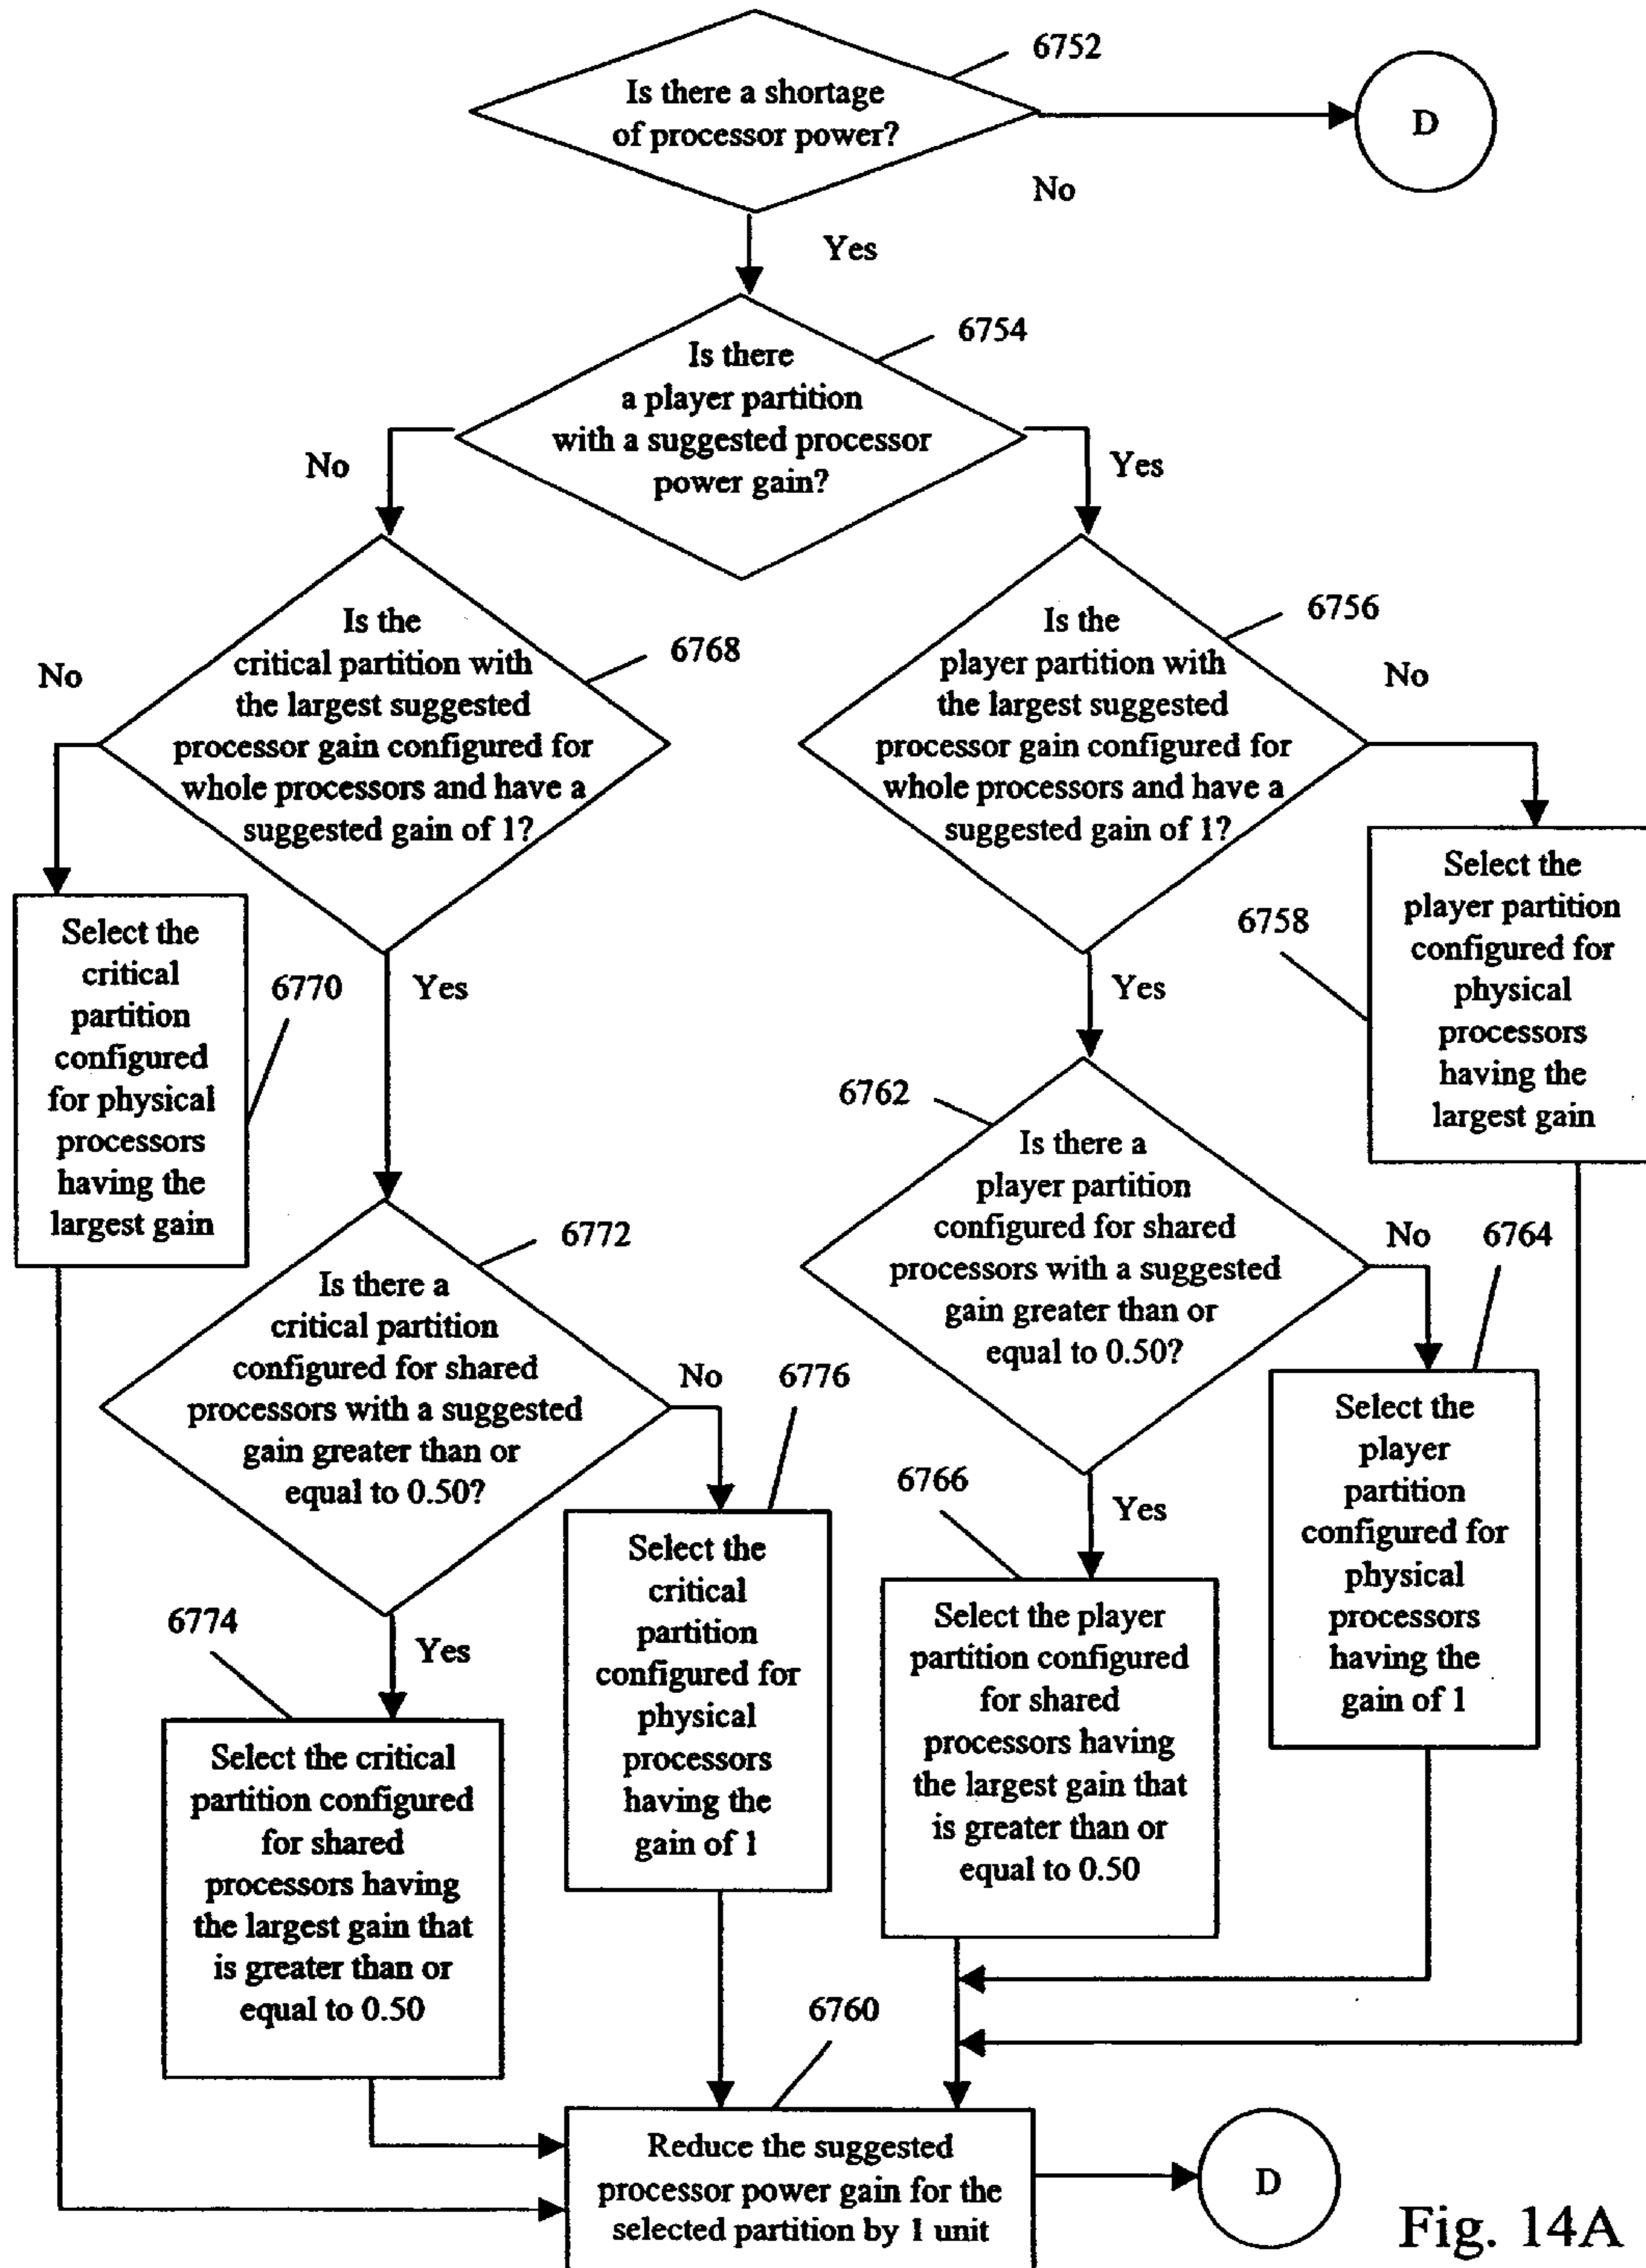 6752
Is there a shortage
of processor power?
D
No
Yes
6754
Is there
a player partition
with a suggested processor
power gain?
No
Yes
6768
Is the
critical partition with
the largest suggested
processor gain configured for
whole processors and have a
suggested gain of 1?
No
Yes
6756
Is the
player partition with
the largest suggested
processor gain configured for
whole processors and have a
suggested gain of 1?
No
Yes
6770
Select the
critical
partition
configured
for physical
processors
having the
largest gain
6758
Select the
player partition
configured for
physical
processors
having the
largest gain
6772
Is there a
critical partition
configured for shared
processors with a suggested
gain greater than or
equal to 0.50?
No
Yes
6762
Is there a
player partition
configured for shared
processors with a suggested
gain greater than or
equal to 0.50?
No
Yes
6764
Select the
player
partition
configured for
physical
processors
having the
gain of 1
6776
Select the
critical
partition
configured for
physical
processors
having the
gain of 1
6766
Select the player
partition configured
for shared
processors having
the largest gain that
is greater than or
equal to 0.50
6774
Select the critical
partition configured
for shared
processors having
the largest gain that
is greater than or
equal to 0.50
6760
Reduce the suggested
processor power gain for the
selected partition by 1 unit
D
Fig. 14A